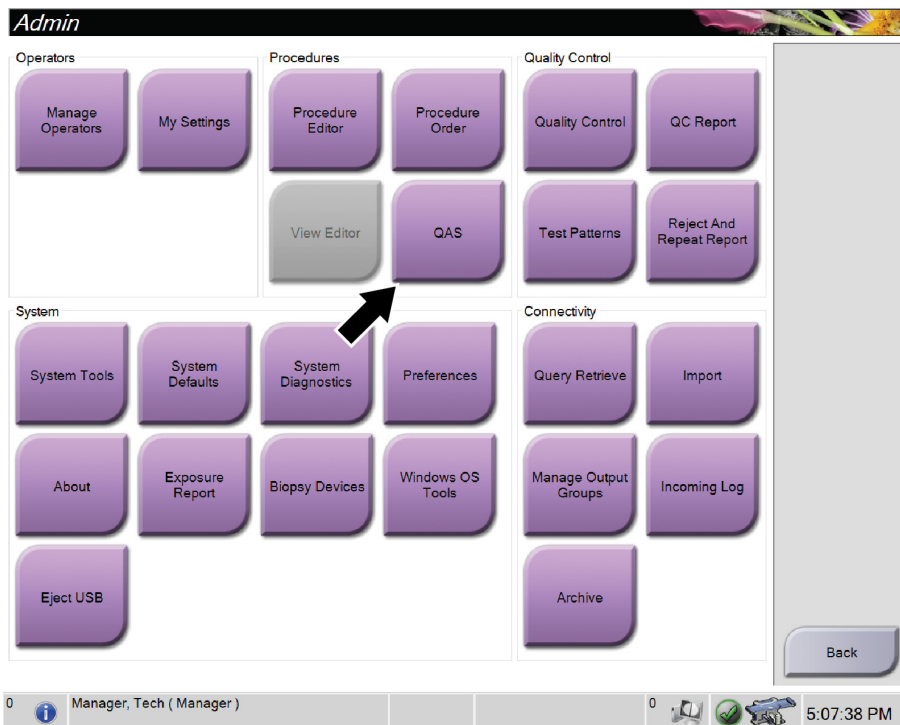 Admin
Operators
Manage
Operators
My Settings
Procedures
Procedure
Editor
Procedure
Order
View Editor
QAS
Quality Control
Quality Control
QC Report
Test Patterns
Reject And
Repeat Report
System
System Tools
System
Defaults
System
Diagnostics
Preferences
About
Exposure
Report
Biopsy Devices
Windows OS
Tools
Eject USB
Connectivity
Query Retrieve
Import
Manage Output
Groups
Incoming Log
Archive
Back
0
i
Manager, Tech ( Manager )
0
5:07:38 PM